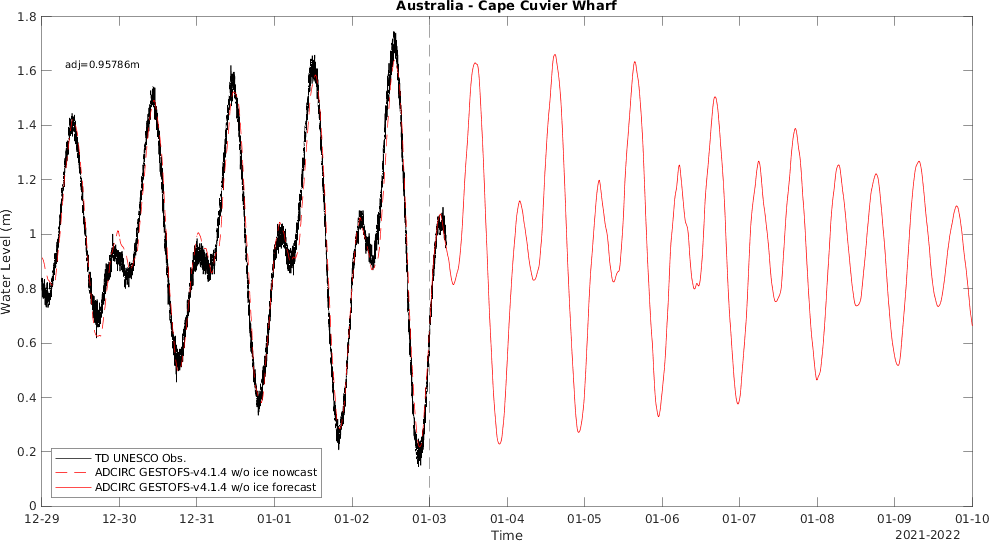 Australia - Cape Cuvier Wharf
adj=0.95786m
Water Level (m)
1.8
1.6
1.4
1.2
1
0.8
0.6
0.4
0.2
0
TD UNESCO Obs.
ADCIRC GESTOFS-v4.1.4 w/o ice nowcast
ADCIRC GESTOFS-v4.1.4 w/o ice forecast
12-29 12-30 12-31 01-01 01-02 01-03 01-04 01-05 01-06 01-07 01-08 01-09 01-10
Time
2021-2022